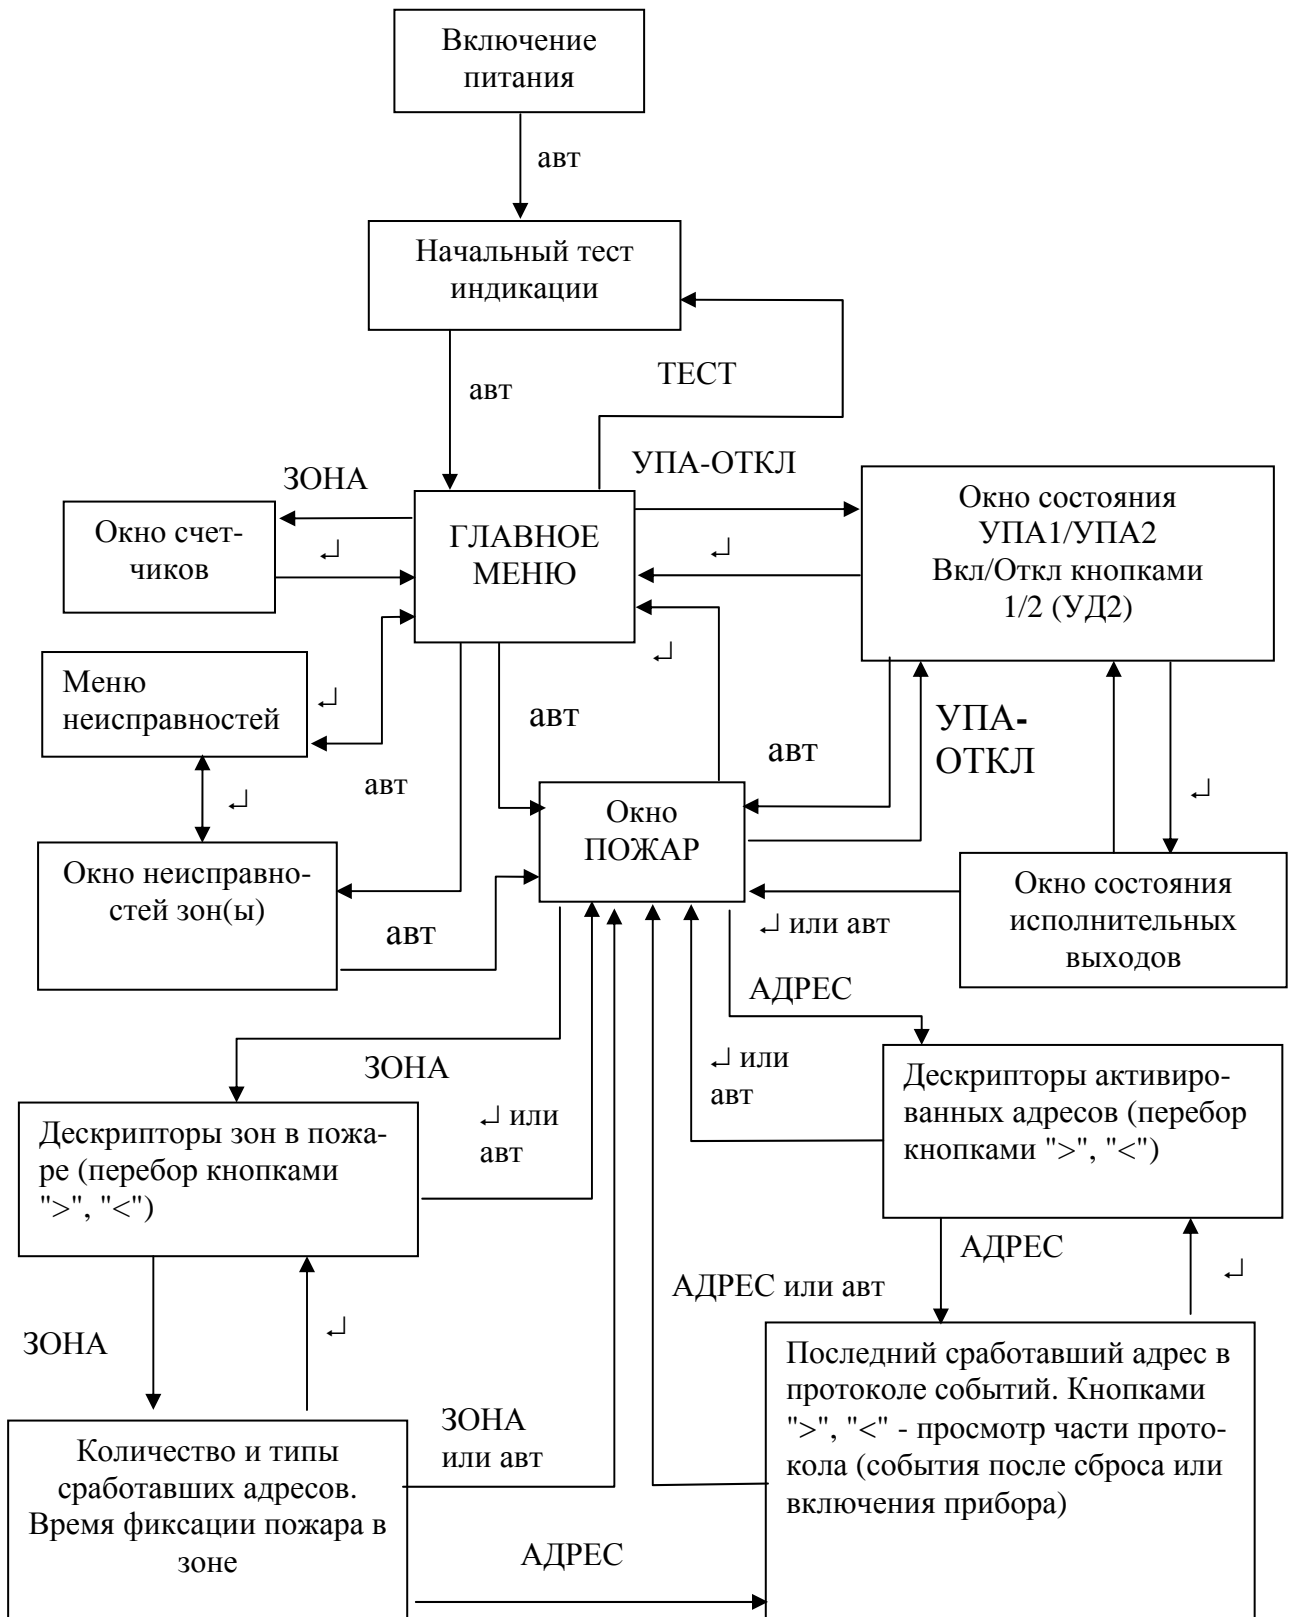 Включение
питания
авт
Начальный тест
индикации
ТЕСТ
авт
ЗОНА
УПА-ОТКЛ
Окно счет-
чиков
↵
ГЛАВНОЕ
МЕНЮ
↵
Окно состояния
УПА1/УПА2
Вкл/Откл кнопками
1/2 (УД2)
Меню
неисправностей
↵
↵
авт
авт
авт
УПА-
ОТКЛ
↵
↵
Окно
ПОЖАР
Окно неисправно-
стей зон(ы)
авт
↵ или авт
Окно состояния
исполнительных
выходов
АДРЕС
ЗОНА
↵ или
авт
↵ или
авт
Дескрипторы зон в пожа-
ре (перебор кнопками
">", "<")
Дескрипторы активиро-
ванных адресов (перебор
кнопками ">", "<")
АДРЕС
↵
АДРЕС или авт
ЗОНА
↵
ЗОНА
или авт
Количество и типы
сработавших адресов.
Время фиксации пожара в
зоне
АДРЕС
Последний сработавший адрес в
протоколе событий. Кнопками
">", "<" - просмотр части прото-
кола (события после сброса или
включения прибора)